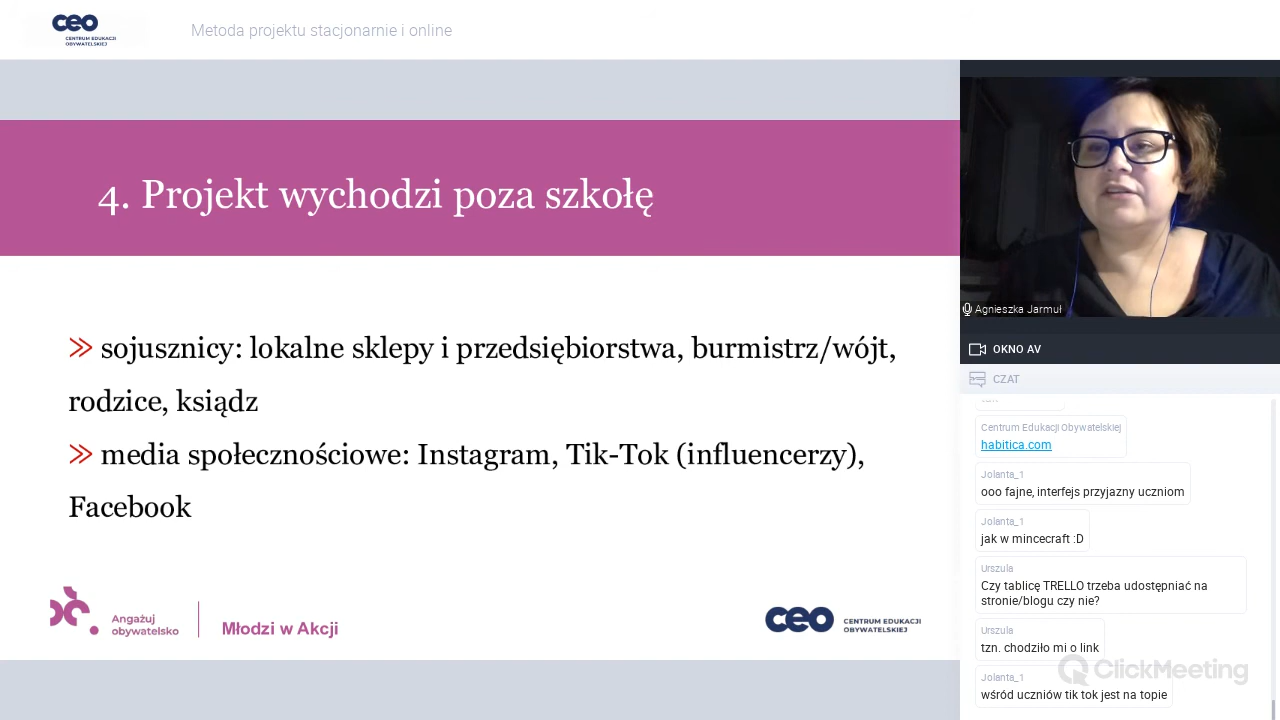 ceo
CENTRUM EDUKACJI
OBYWATELSKIEJ
Metoda projektu stacjonarnie i online
4. Projekt wychodzi poza szkołę
» sojusznicy: lokalne sklepy i przedsiębiorstwa, burmistrz/wójt,
rodzice, ksiądz
» media społecznościowe: Instagram, Tik-Tok (influencerzy),
Facebook
Angażuj
obywatelsko
Młodzi w Akcji
ceo
CENTRUM EDUKACJI
OBYWATELSKIEJ
Agnieszka Jarmuł
OKNO AV
CZAT
Centrum Edukacji Obywatelskiej
habitica.com
Jolanta_1
ooo fajne, interfejs przyjazny uczniom
Jolanta_1
jak w mincecraft :D
Urszula
Czy tablicę TRELLO trzeba udostępniać na
stronie/blogu czy nie?
Urszula
tzn. chodziło mi o link
Jolanta_1
wśród uczniów tik tok jest na topie
ClickMeeting